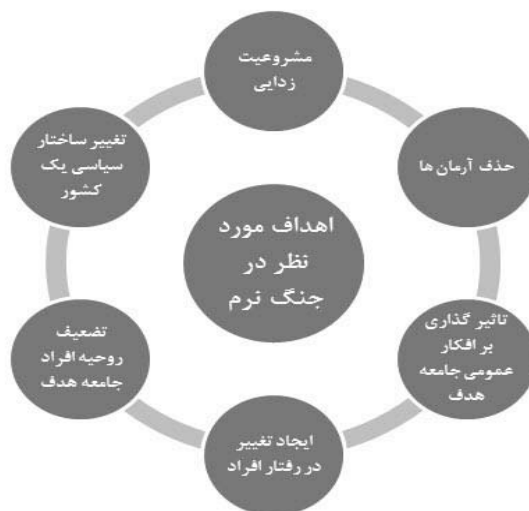 مشروعیت
زدایی
حذف آرمان ها
تاثیر گذاری
بر افکار
عمومی جامعه
هدف
ایجاد تغییر
در رفتار افراد
تضعیف
روحیه افراد
جامعه هدف
تغییر ساختار
سیاسی یک
کشور
اهداف مورد
نظر در
جنگ نرم